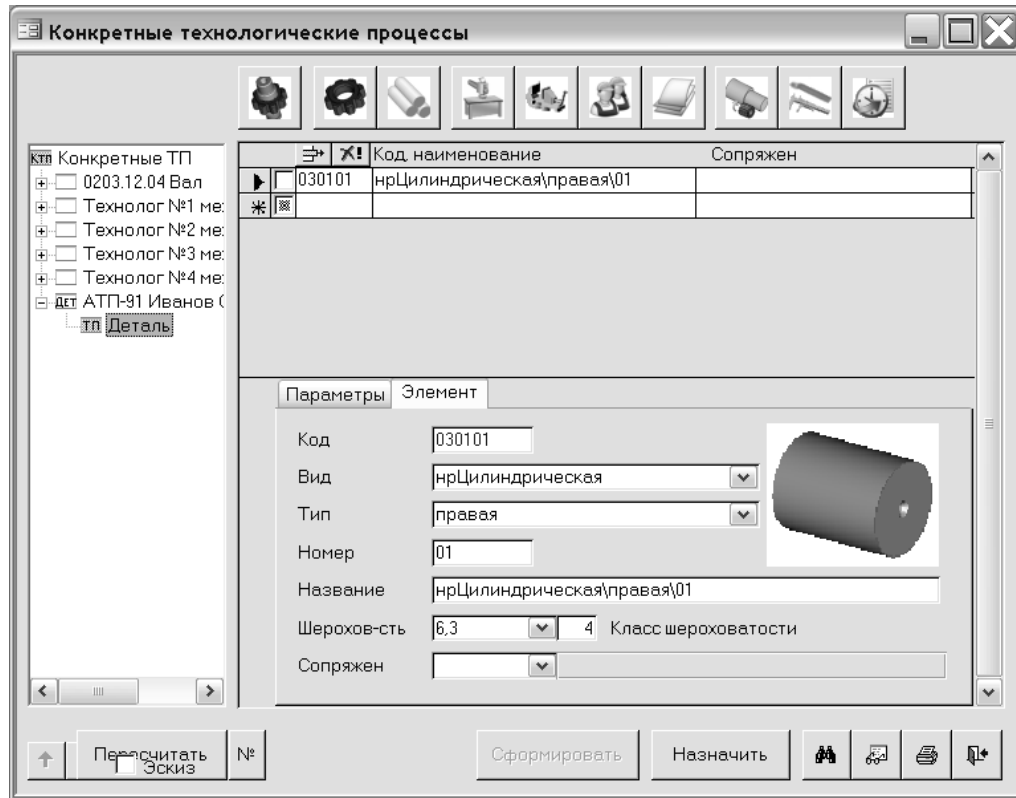 Конкретные технологические процессы
Ктп Конкретные ТП
0203.12.04 Вал
Технолог №1 ме
Технолог №2 ме
Технолог №3 ме
Технолог №4 ме
ДЕТ АТП-91 Иванов
ТП Деталь
Код, наименование Сопряжен
030101 нрЦилиндрическая\правая\01
Параметры Элемент
Код 030101
Вид нрЦилиндрическая
Тип правая
Номер 01
Название нрЦилиндрическая\правая\01
Шерохов-сть 6,3 4 Класс шероховатости
Сопряжен
Пересчитать № Сформировать Назначить
Эскиз